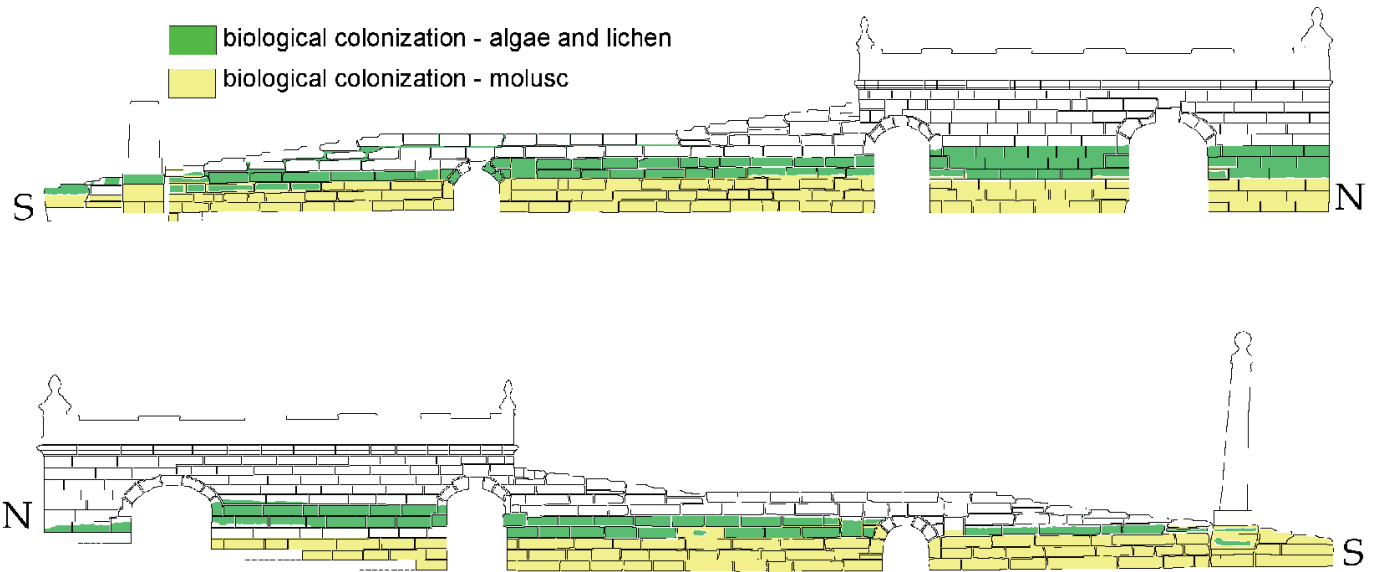 biological colonization - algae and lichen
biological colonization - molusc
S
N
N
S